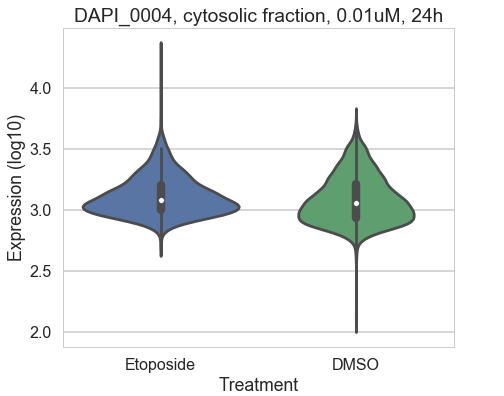 DAPI_0004, cytosolic fraction, 0.01uM, 24h
Expression (log10)
4.0
3.5
3.0
2.5
2.0
Etoposide DMSO
Treatment